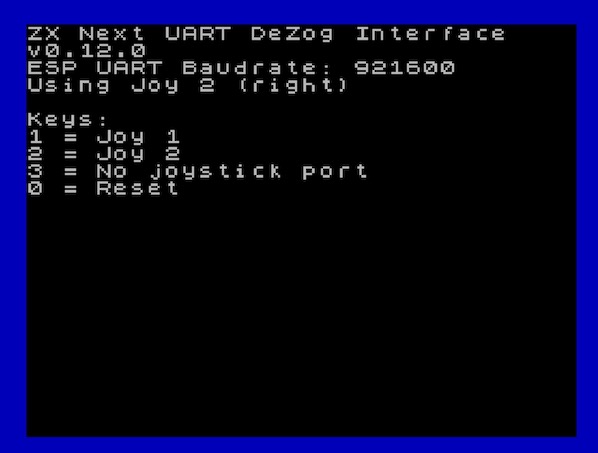 ZX Next UART DeZog Interface
v0.12.0
ESP UART Baudrate: 921600
Using Joy 2 (right)
Keys:
1 = Joy 1
2 = Joy 2
3 = No joystick port
0 = Reset